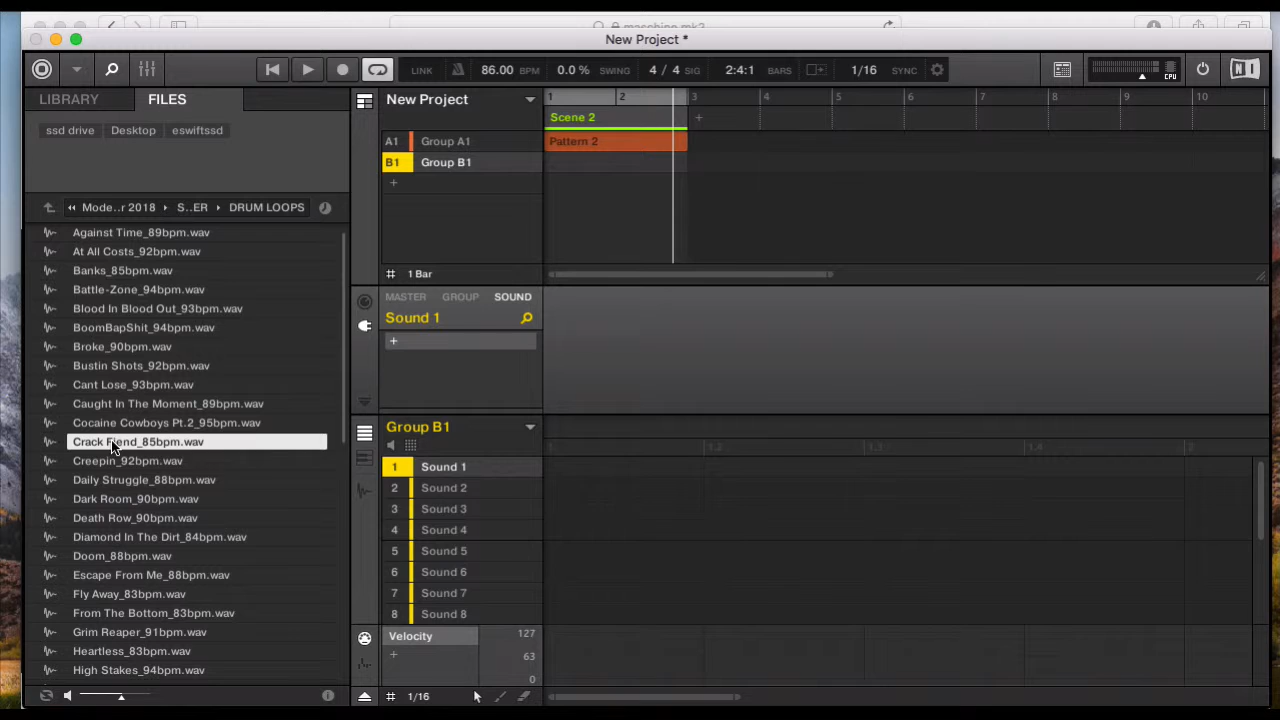 maschine mk2
New Project *
LINK
86.00 BPM
0.0 % SWING
4 / 4 SIG
2:4:1 BARS
1/16 SYNC
CPU
LIBRARY
FILES
ssd drive
Desktop
eswiftssd
Mode..r 2018
S..ER
DRUM LOOPS
Against Time_89bpm.wav
At All Costs_92bpm.wav
Banks_85bpm.wav
Battle-Zone_94bpm.wav
Blood In Blood Out_93bpm.wav
BoomBapShit_94bpm.wav
Broke_90bpm.wav
Bustin Shots_92bpm.wav
Cant Lose_93bpm.wav
Caught In The Moment_89bpm.wav
Cocaine Cowboys Pt.2_95bpm.wav
Crack Fiend_85bpm.wav
Creepin_92bpm.wav
Daily Struggle_88bpm.wav
Dark Room_90bpm.wav
Death Row_90bpm.wav
Diamond In The Dirt_84bpm.wav
Doom_88bpm.wav
Escape From Me_88bpm.wav
Fly Away_83bpm.wav
From The Bottom_83bpm.wav
Grim Reaper_91bpm.wav
Heartless_83bpm.wav
High Stakes_94bpm.wav
New Project
1 2 3 4 5 6 7 8 9 10
Scene 2 +
A1 Group A1
Pattern 2
B1 Group B1
+
1 Bar
MASTER GROUP SOUND
Sound 1
+
Group B1
1 1.2 1.3 1.4 2
1 Sound 1
2 Sound 2
3 Sound 3
4 Sound 4
5 Sound 5
6 Sound 6
7 Sound 7
8 Sound 8
Velocity
127
+
63
0
1/16